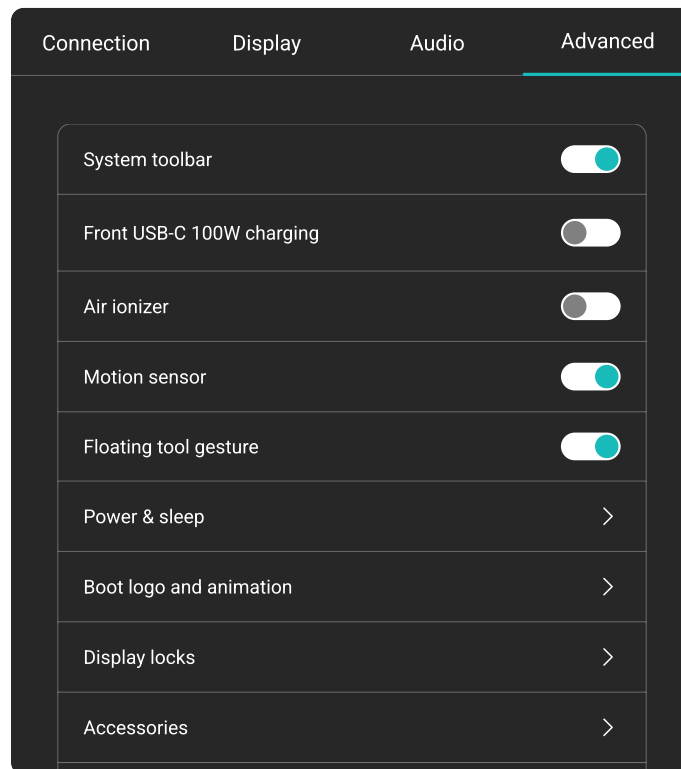 Connection Display Audio Advanced
System toolbar
Front USB-C 100W charging
Air ionizer
Motion sensor
Floating tool gesture
Power & sleep
Boot logo and animation
Display locks
Accessories